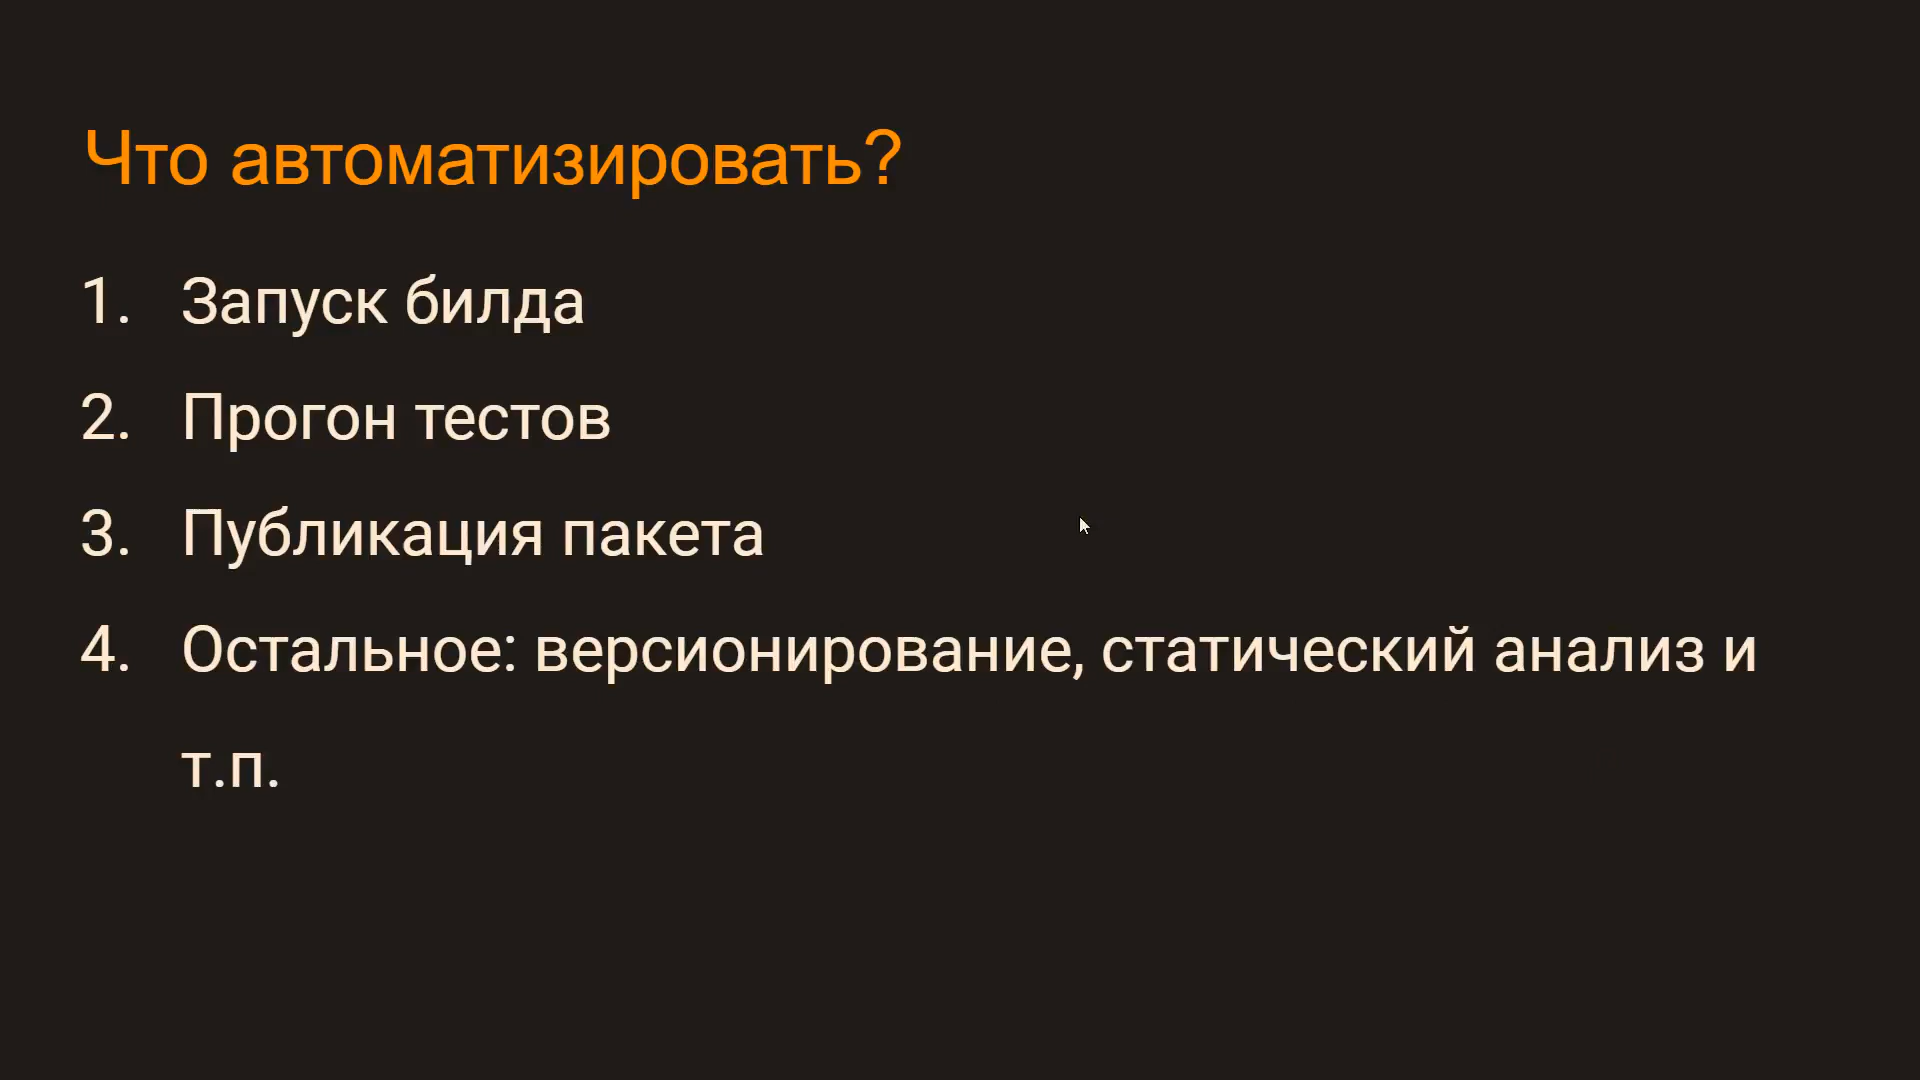 Что автоматизировать?
1. Запуск билда
2. Прогон тестов
3. Публикация пакета
4. Остальное: версионирование, статический анализ и
т.п.